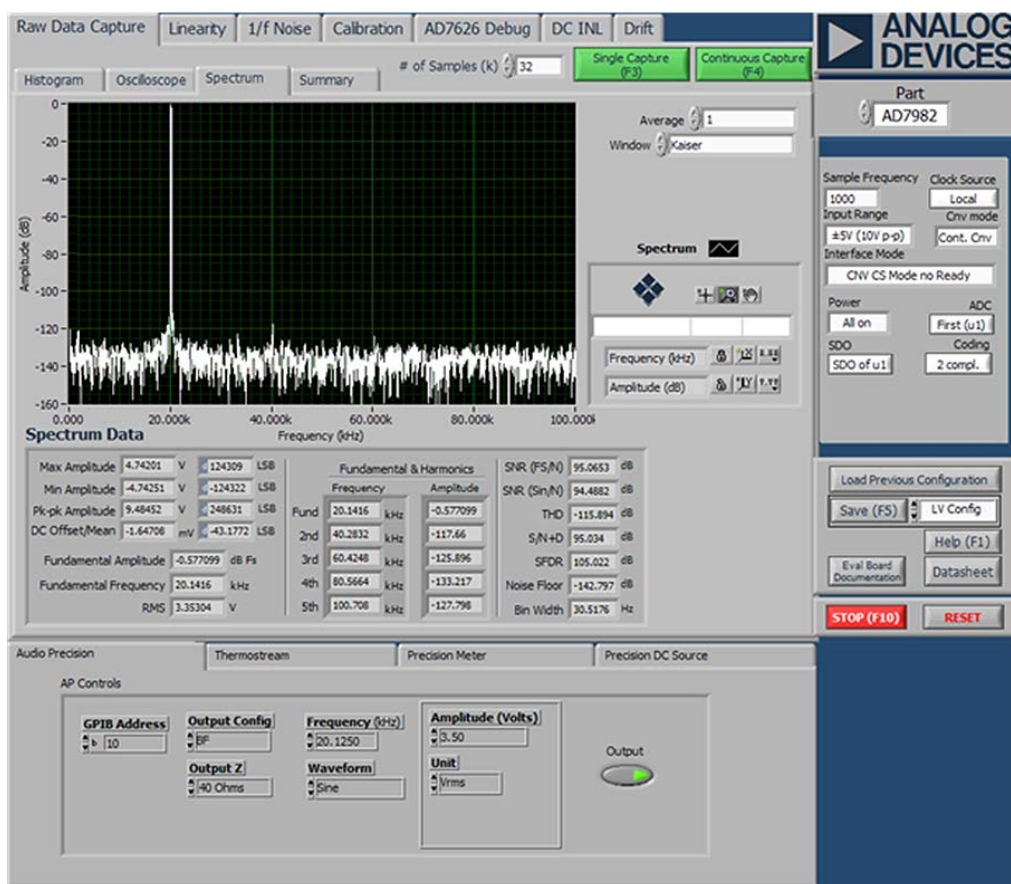 Raw Data Capture Linearity 1/f Noise Calibration AD7626 Debug DC INL Drift
# of Samples (k) 32 Single Capture (F3) Continuous Capture (F4)
Histogram Oscilloscope Spectrum Summary
Average 1
Window Kaiser
Amplitude (dB)
0
-20
-40
-60
-80
-100
-120
-140
-160
0.000 20.000k 40.000k 60.000k 80.000k 100.000k
Frequency (kHz)
Spectrum
Frequency (kHz)
Amplitude (dB)
Spectrum Data
Max Amplitude 4.74201 V 124309 LSB
Min Amplitude -4.74251 V -124322 LSB
Pk-pk Amplitude 9.48452 V 248631 LSB
DC Offset/Mean -1.64708 mV -43.1772 LSB
Fundamental Amplitude -0.577099 dB Fs
Fundamental Frequency 20.1416 kHz
RMS 3.35304 V
Fundamental & Harmonics
Frequency Amplitude
Fund 20.1416 kHz -0.577099
2nd 40.2832 kHz -117.66
3rd 60.4248 kHz -125.896
4th 80.5664 kHz -133.217
5th 100.708 kHz -127.798
SNR (FS/N) 95.0653 dB
SNR (Sin/N) 94.4882 dB
THD -115.894 dB
S/N+D 95.034 dB
SFDR 105.022 dB
Noise Floor -142.797 dB
Bin Width 30.5176 Hz
ANALOG
DEVICES
Part
AD7982
Sample Frequency Clock Source
1000 Local
Input Range Cnv mode
±5V (10V p-p) Cont. Cnv
Interface Mode
CNV CS Mode no Ready
Power ADC
All on First (u1)
SDO Coding
SDO of u1 2 compl.
Load Previous Configuration
Save (F5) LV Config
Help (F1)
Eval Board Documentation Datasheet
STOP (F10) RESET
Audio Precision Thermostream Precision Meter Precision DC Source
AP Controls
GPIB Address Output Config Frequency (kHz) Amplitude (Volts)
10 BF 20.1250 3.50
Output Z Waveform Unit Output
40 Ohms Sine Vrms